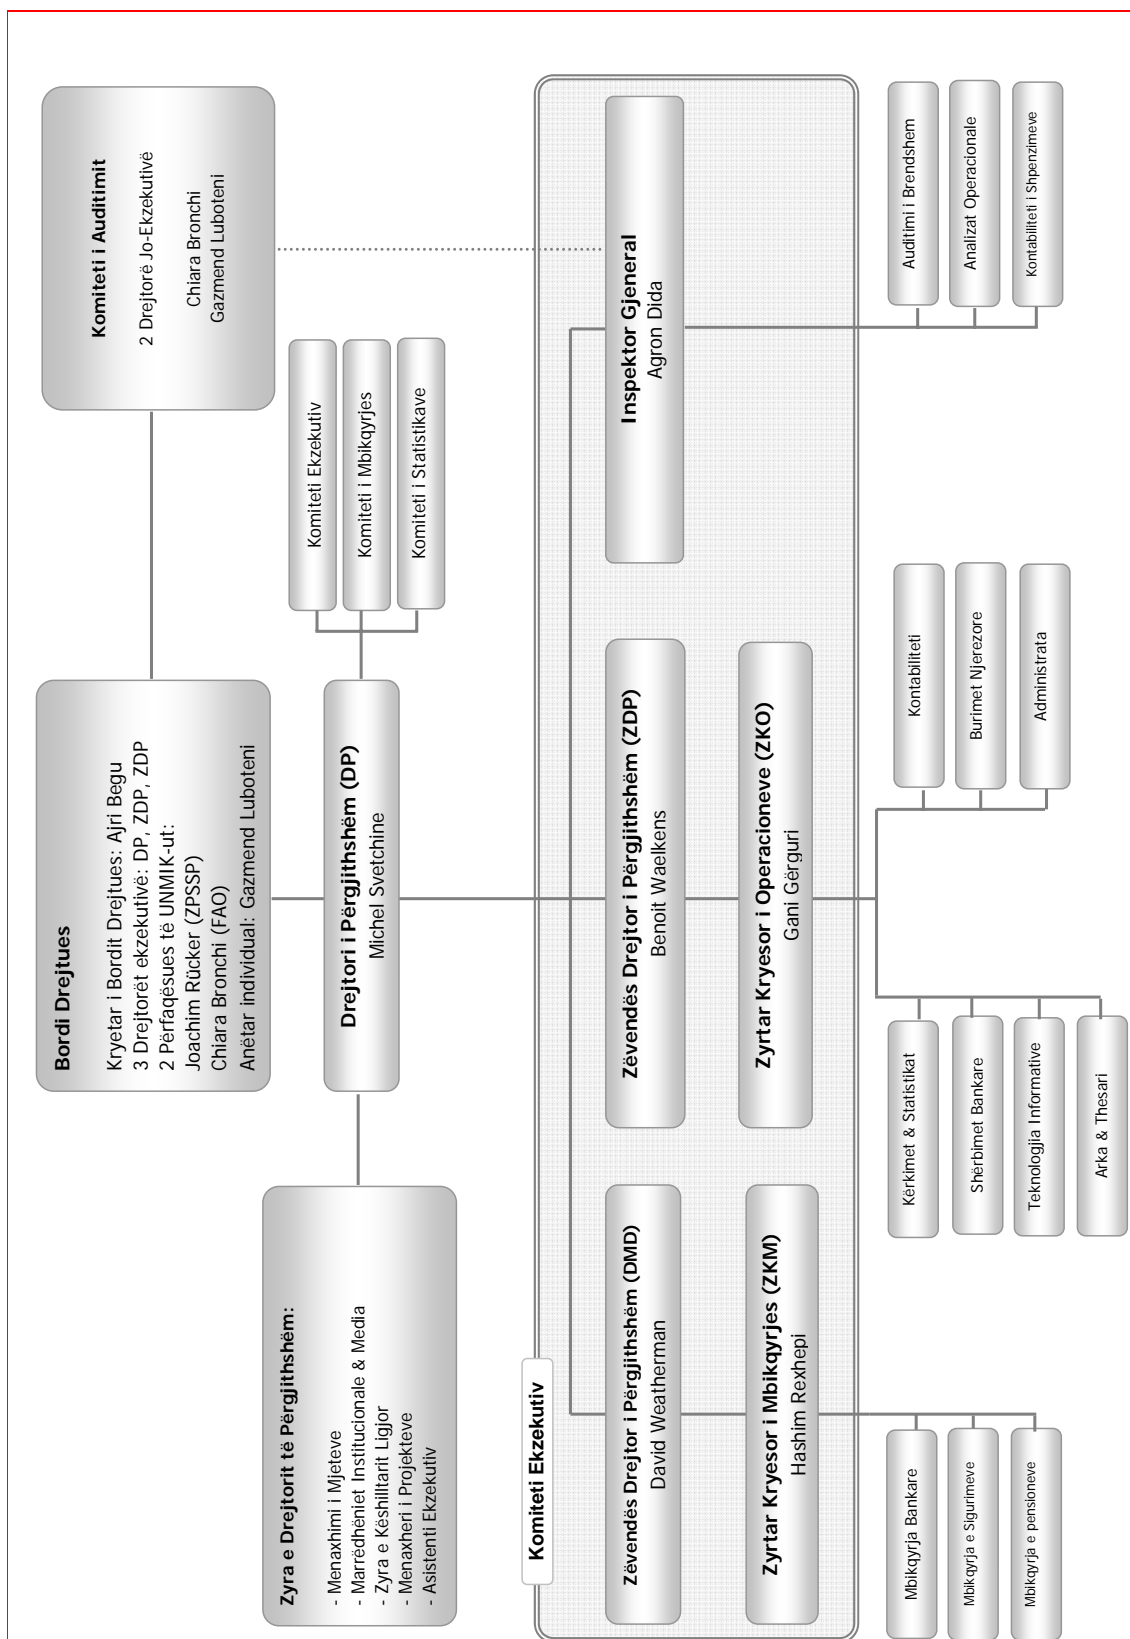 Bordi Drejtues
Kryetar i Bordit Drejtues: Ajri Begu
3 Drejtorët ekzekutivë: DP, ZDP, ZDP
2 Përfaqësues të UNMIK-ut:
Joachim Rücker (ZPSSP)
Chiara Bronchi (FAO)
Anëtar individual: Gazmend Luboteni
Komiteti i Auditimit
2 Drejtorë Jo-Ekzekutivë
Chiara Bronchi
Gazmend Luboteni
Zyra e Drejtorit të Përgjithshëm:
- Menaxhimi i Mjeteve
- Marrëdhëniet Institucionale & Media
- Zyra e Këshilltarit Ligjor
- Menaxheri i Projekteve
- Asistenti Ekzekutiv
Drejtori i Përgjithshëm (DP)
Michel Svetchine
Komiteti Ekzekutiv
Komiteti i Mbikqyrjes
Komiteti i Statistikave
Komiteti Ekzekutiv
Zëvendës Drejtor i Përgjithshëm (DMD)
David Weatherman
Zëvendës Drejtor i Përgjithshëm (ZDP)
Benoit Waelkens
Inspektor Gjeneral
Agron Dida
Zyrtar Kryesor i Mbikqyrjes (ZKM)
Hashim Rexhepi
Zyrtar Kryesor i Operacioneve (ZKO)
Gani Gërguri
Mbikqyrja Bankare
Mbikqyrja e Sigurimeve
Mbikqyrja e pensioneve
Kërkimet & Statistikat
Shërbimet Bankare
Teknologjia Informative
Arka & Thesari
Kontabiliteti
Burimet Njerezore
Administrata
Auditimi i Brendshem
Analizat Operacionale
Kontabiliteti i Shpenzimeve